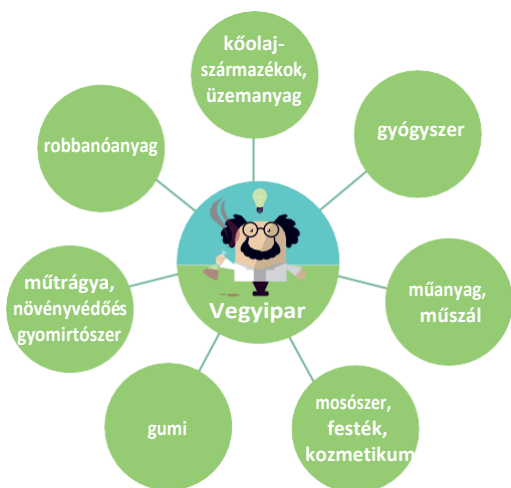 kőolaj-
származékok,
üzemanyag
gyógyszer
műanyag,
műszál
mosószer,
festék,
kozmetikum
gumi
műtrágya,
növényvédőés
gyomirtószer
robbanóanyag
Vegyipar